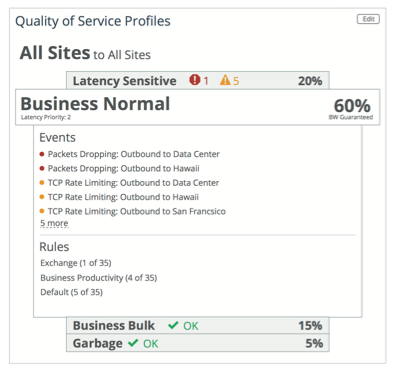 Quality of Service Profiles
Edit
All Sites to All Sites
Latency Sensitive 1 5 20%
Business Normal 60%
Latency Priority: 2 BW Guaranteed
Events
Packets Dropping: Outbound to Data Center
Packets Dropping: Outbound to Hawaii
TCP Rate Limiting: Outbound to Data Center
TCP Rate Limiting: Outbound to Hawaii
TCP Rate Limiting: Outbound to San Francsico
5 more
Rules
Exchange (1 of 35)
Business Productivity (4 of 35)
Default (5 of 35)
Business Bulk OK 15%
Garbage OK 5%